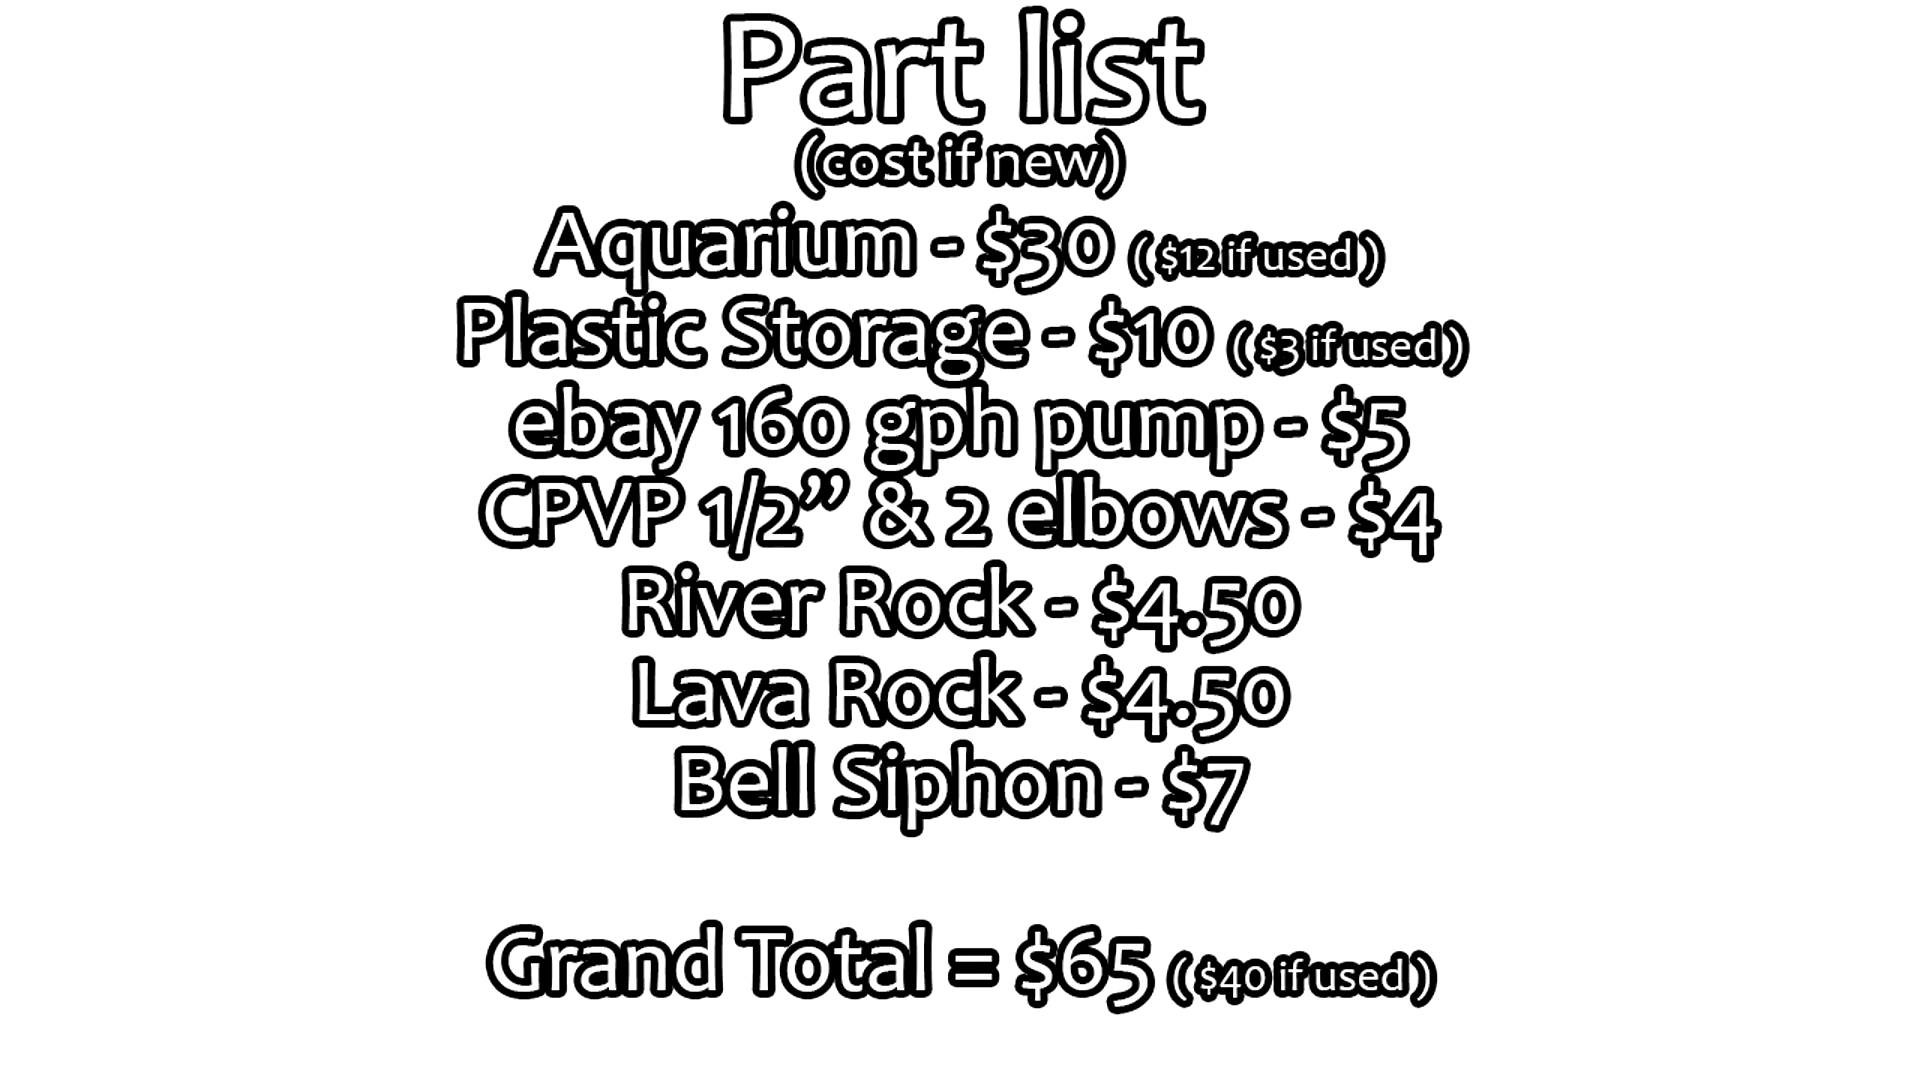 Part list
(cost if new)
Aquarium - $30 ( $12 if used )
Plastic Storage - $10 ( $3 if used )
ebay 160 gph pump - $5
CPVP 1/2” & 2 elbows - $4
River Rock - $4.50
Lava Rock - $4.50
Bell Siphon - $7
Grand Total = $65 ( $40 if used )